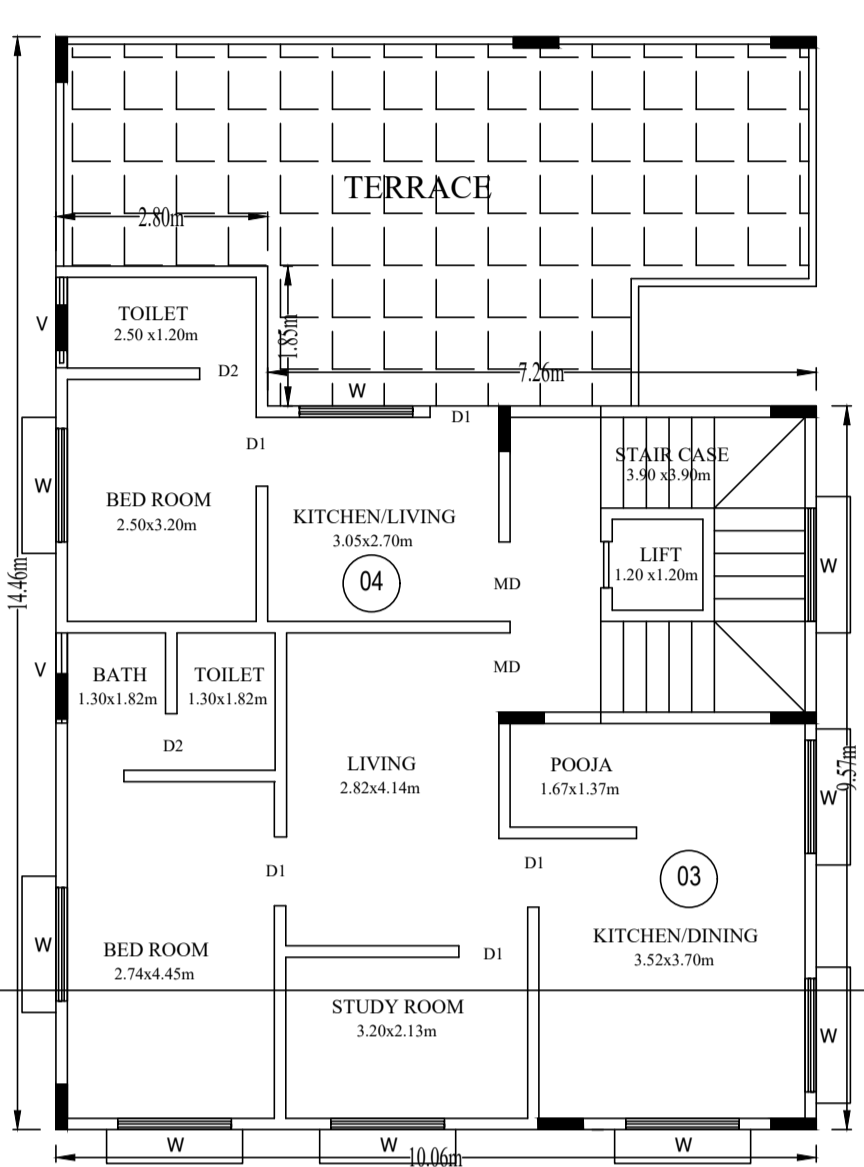 TERRACE
2.80m
TOILET
2.50 x1.20m
V
1.85m
D2
7.26m
W
D1
D1
STAIR CASE
3.90 x3.90m
W
BED ROOM
2.50x3.20m
KITCHEN/LIVING
3.05x2.70m
LIFT
1.20 x1.20m
W
14.46m
04
MD
MD
V
BATH
1.30x1.82m
TOILET
1.30x1.82m
D2
LIVING
2.82x4.14m
POOJA
1.67x1.37m
9.57m
W
D1
D1
03
W
BED ROOM
2.74x4.45m
D1
KITCHEN/DINING
3.52x3.70m
STUDY ROOM
3.20x2.13m
W
W
W
W
10.06m